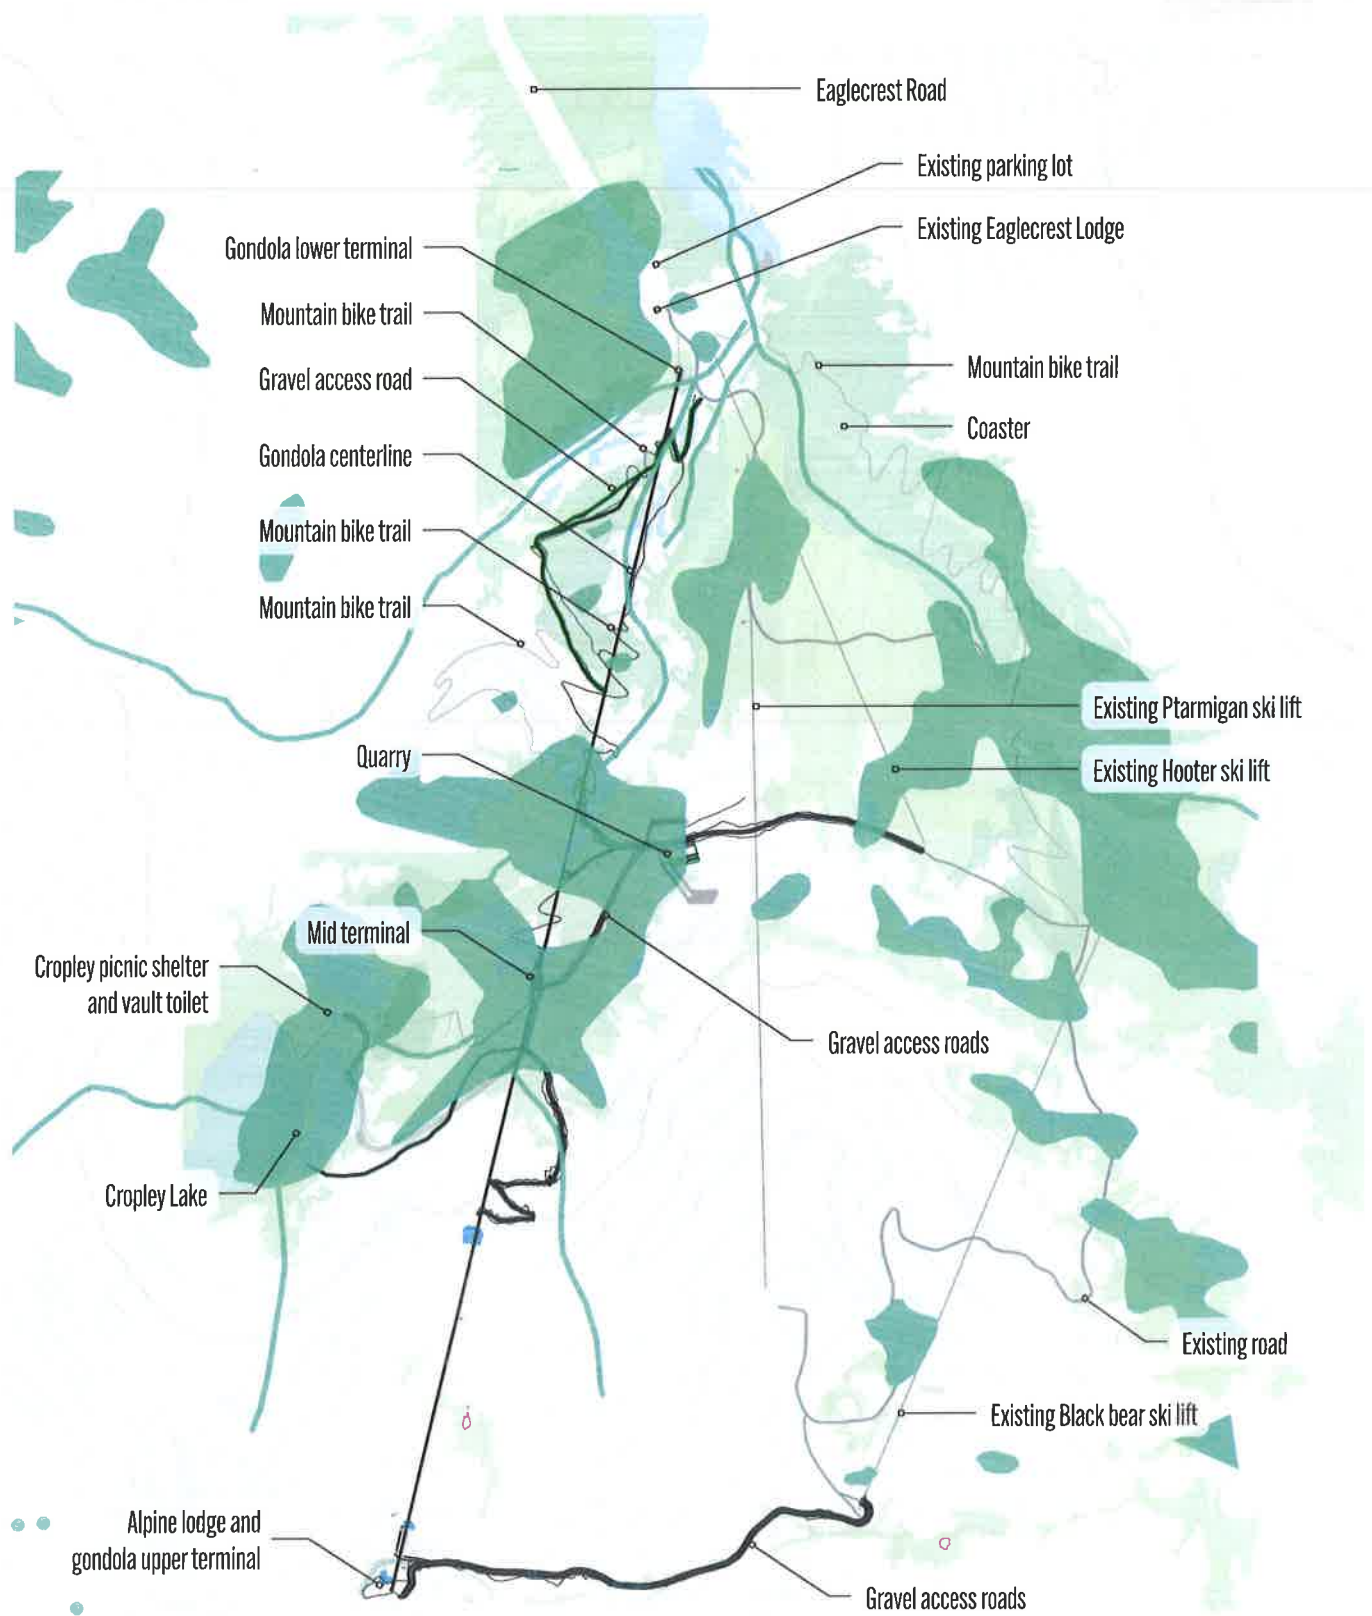 Eaglecrest Road
Existing parking lot
Existing Eaglecrest Lodge
Gondola lower terminal
Mountain bike trail
Gravel access road
Mountain bike trail
Coaster
Gondola centerline
Mountain bike trail
Mountain bike trail
Existing Ptarmigan ski lift
Quarry
Existing Hooter ski lift
Mid terminal
Cropley picnic shelter
and vault toilet
Gravel access roads
Cropley Lake
Existing road
Existing Black bear ski lift
Alpine lodge and
gondola upper terminal
Gravel access roads